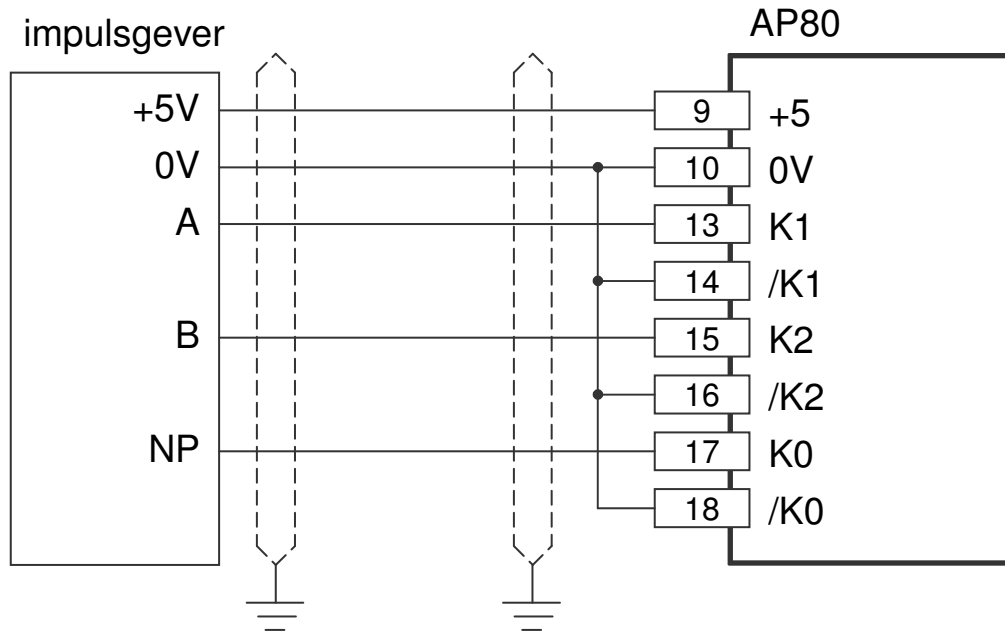 impulsgever
AP80
+5V
9
+5
0V
10
0V
A
13
K1
14
/K1
B
15
K2
16
/K2
NP
17
K0
18
/K0